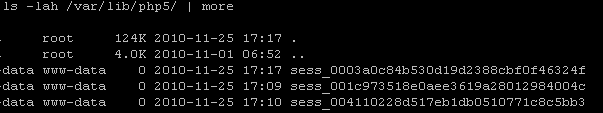 ls -lah /var/lib/php5/ | more
root 124K 2010-11-25 17:17 .
root 4.0K 2010-11-01 06:52 ..
-data www-data 0 2010-11-25 17:17 sess_0003a0c84b530d19d2388cbf0f46324f
-data www-data 0 2010-11-25 17:09 sess_001c973518e0aee3619a28012984004c
-data www-data 0 2010-11-25 17:10 sess_004110228d517eb1db0510771c8c5bb3